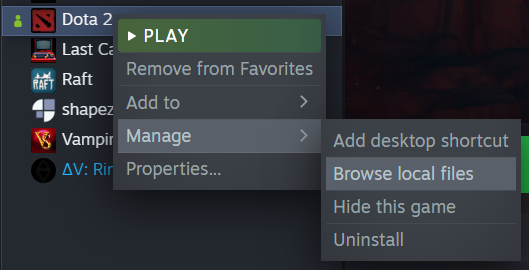 Dota 2
PLAY
Last Ca
Remove from Favorites
RAFT
Raft
Add to
shapez
Vampir
Manage
Add desktop shortcut
ΔV: Rin
Properties...
Browse local files
Hide this game
Uninstall